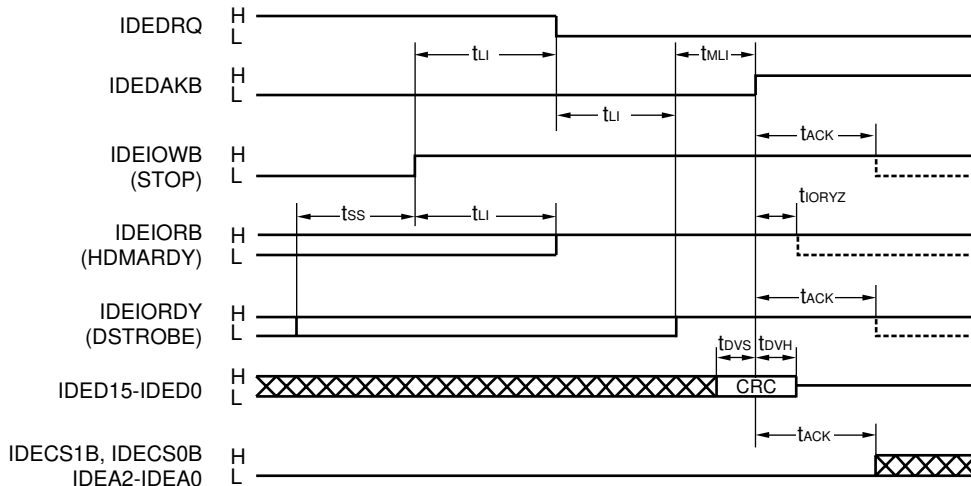 IDEDRQ H
L
tLI tMLI
IDEDAKB H
L
tLI
tACK
IDEIOWB H
(STOP) L
tIORYZ
tSS tLI
IDEIORB H
(HDMARDY) L
tACK
IDEIORDY H
(DSTROBE) L
tDVS tDVH
IDED15-IDED0 H
L
CRC
tACK
IDECS1B, IDECS0B H
IDEA2-IDEA0 L